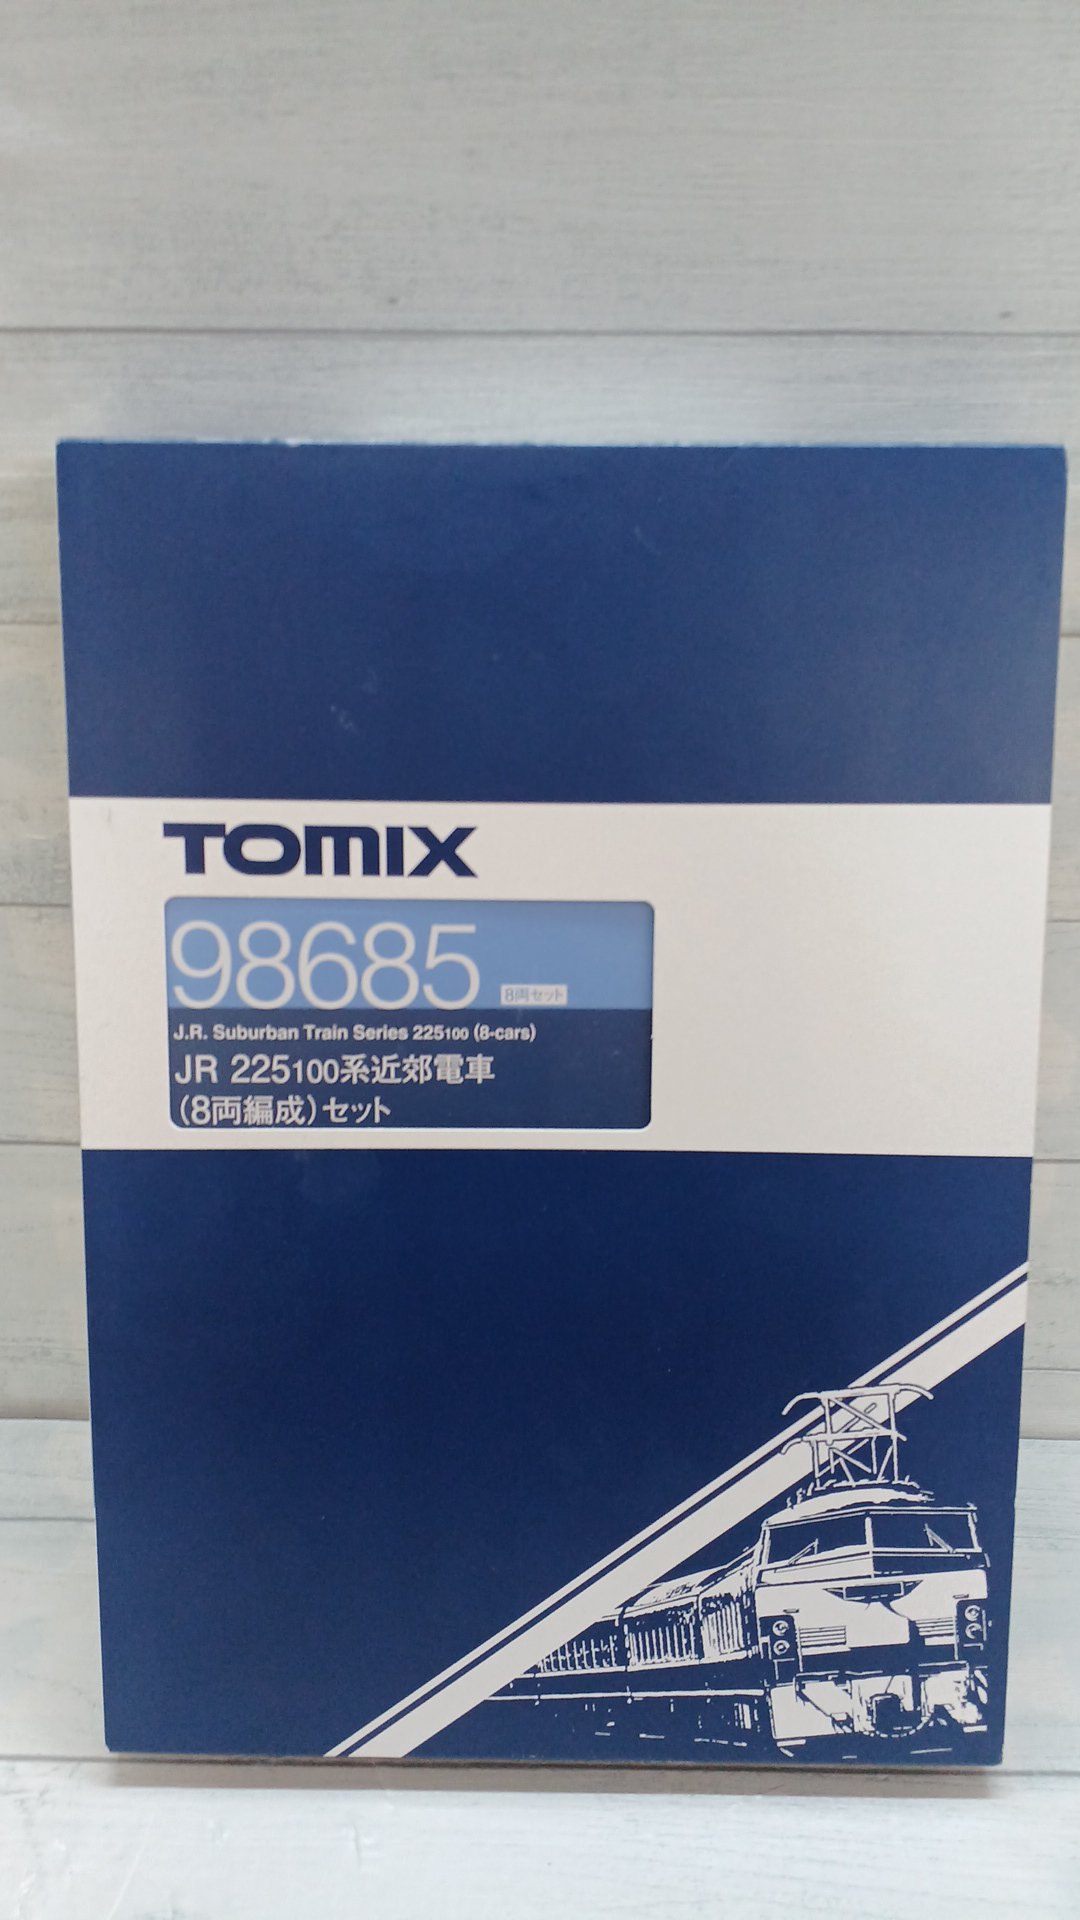 TOMIX
98685 8両セット
J.R. Suburban Train Series 225100 (8-cars)
JR 225100系近郊電車
(8両編成)セット